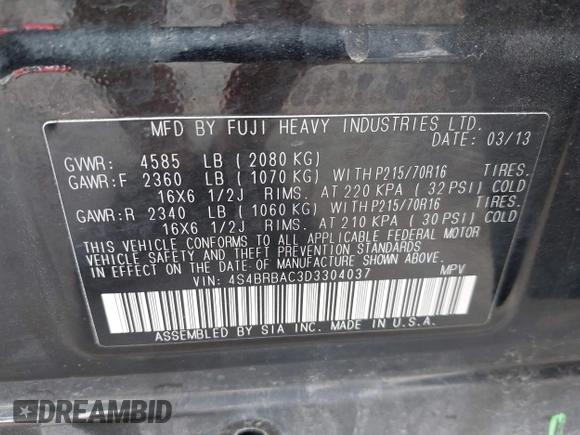 MFD BY FUJI HEAVY INDUSTRIES LTD.
DATE: 03/13
GVWR: 4585 LB (2080 KG)
GAWR:F 2360 LB (1070 KG) WITH P215/70R16 TIRES.
16X6 1/2J RIMS. AT 220 KPA (32 PSI) COLD
GAWR:R 2340 LB (1060 KG) WITH P215/70R16 TIRES.
16X6 1/2J RIMS. AT 210 KPA (30 PSI) COLD
THIS VEHICLE CONFORMS TO ALL APPLICABLE FEDERAL MOTOR
VEHICLE SAFETY AND THEFT PREVENTION STANDARDS
IN EFFECT ON THE DATE OF MANUFACTURE SHOWN ABOVE.
VIN: 4S4BRBAC3D3304037 MPV
ASSEMBLED BY SIA INC. MADE IN U.S.A.
DREAMBID